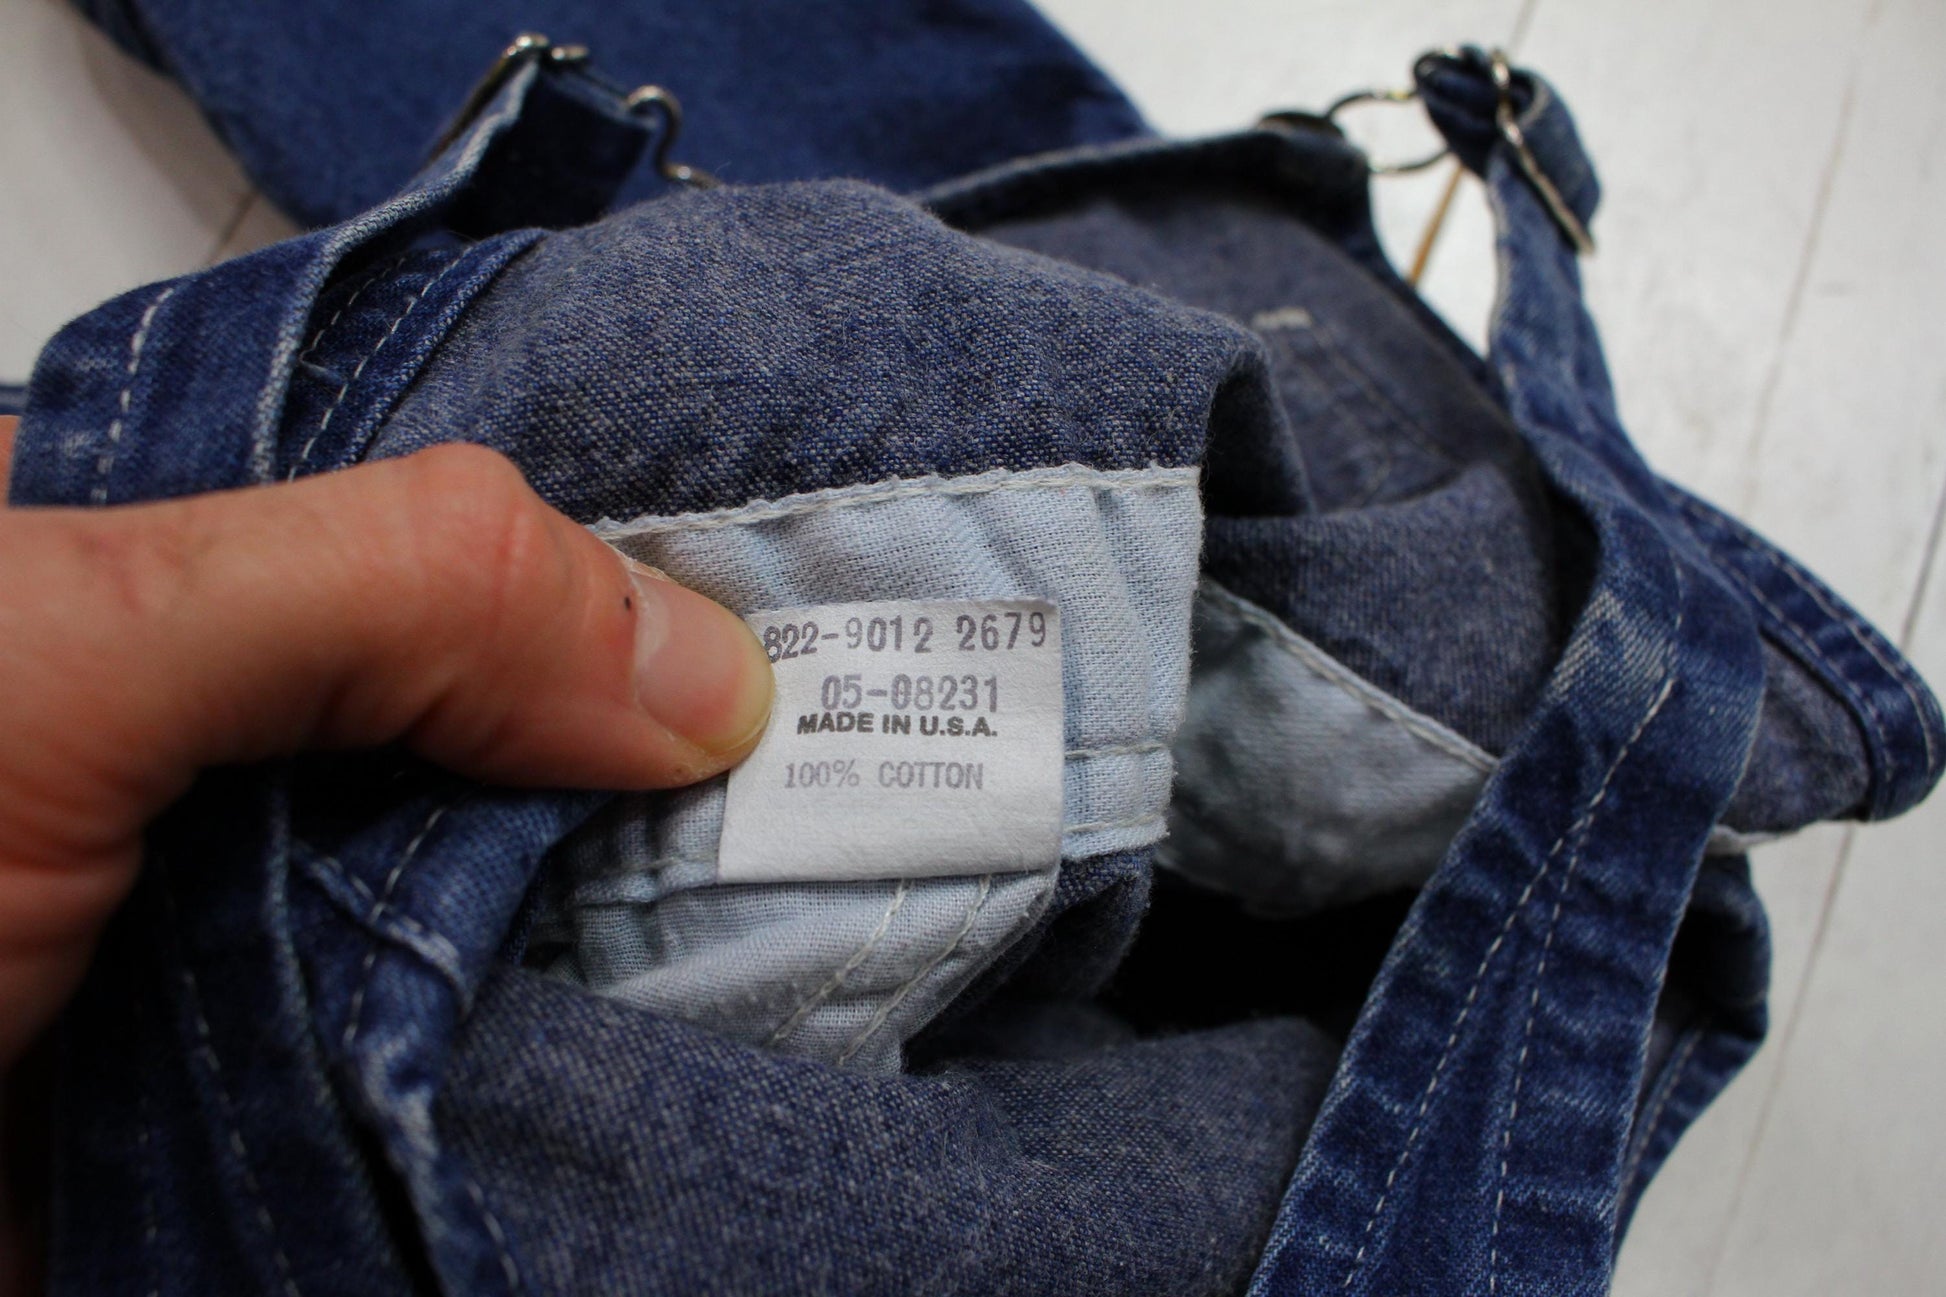 822-9012 2679
05-08231
MADE IN U.S.A.
100% COTTON